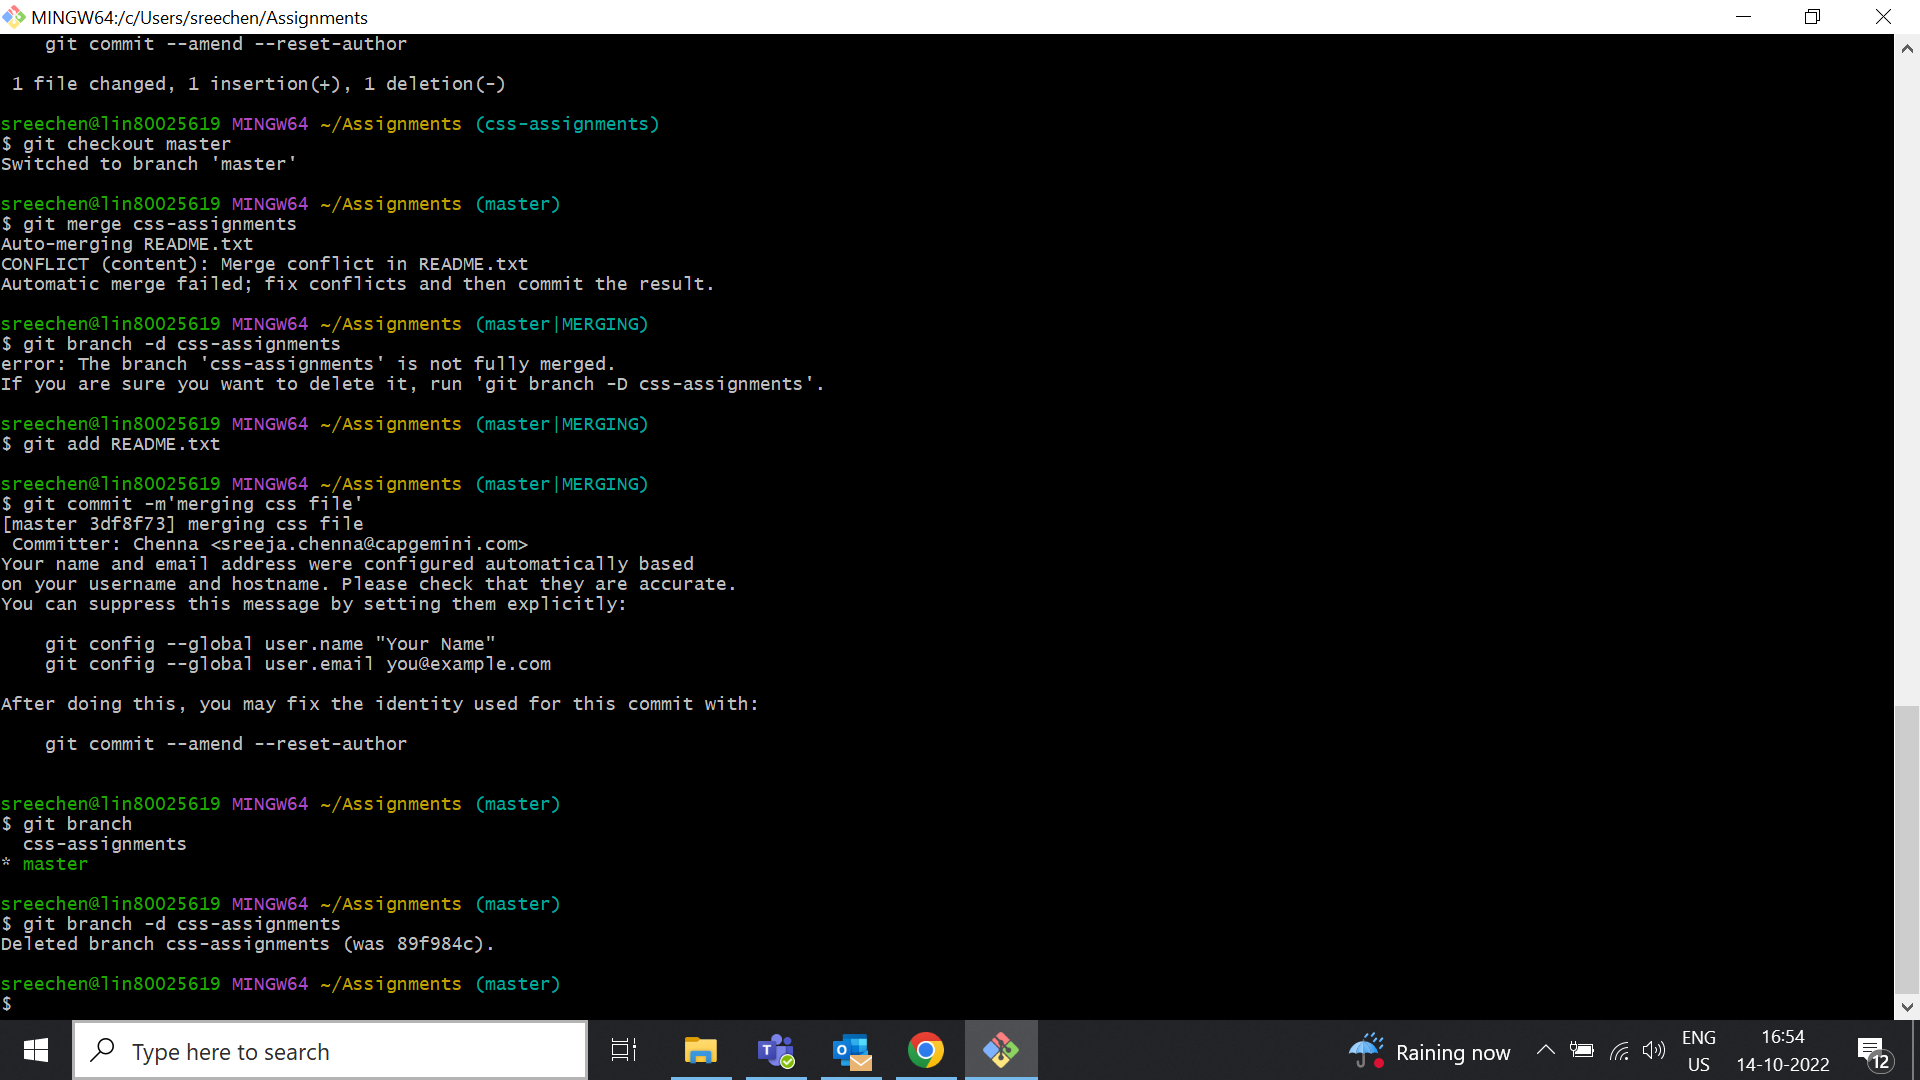 MINGW64:/c/Users/sreechen/Assignments
    git commit --amend --reset-author
 1 file changed, 1 insertion(+), 1 deletion(-)
sreechen@lin80025619 MINGW64 ~/Assignments (css-assignments)
$ git checkout master
Switched to branch 'master'
sreechen@lin80025619 MINGW64 ~/Assignments (master)
$ git merge css-assignments
Auto-merging README.txt
CONFLICT (content): Merge conflict in README.txt
Automatic merge failed; fix conflicts and then commit the result.
sreechen@lin80025619 MINGW64 ~/Assignments (master|MERGING)
$ git branch -d css-assignments
error: The branch 'css-assignments' is not fully merged.
If you are sure you want to delete it, run 'git branch -D css-assignments'.
sreechen@lin80025619 MINGW64 ~/Assignments (master|MERGING)
$ git add README.txt
sreechen@lin80025619 MINGW64 ~/Assignments (master|MERGING)
$ git commit -m'merging css file'
[master 3df8f73] merging css file
 Committer: Chenna <sreeja.chenna@capgemini.com>
Your name and email address were configured automatically based
on your username and hostname. Please check that they are accurate.
You can suppress this message by setting them explicitly:
    git config --global user.name "Your Name"
    git config --global user.email you@example.com
After doing this, you may fix the identity used for this commit with:
    git commit --amend --reset-author
sreechen@lin80025619 MINGW64 ~/Assignments (master)
$ git branch
  css-assignments
* master
sreechen@lin80025619 MINGW64 ~/Assignments (master)
$ git branch -d css-assignments
Deleted branch css-assignments (was 89f984c).
sreechen@lin80025619 MINGW64 ~/Assignments (master)
$
Type here to search
Raining now
ENG
US
16:54
14-10-2022
12